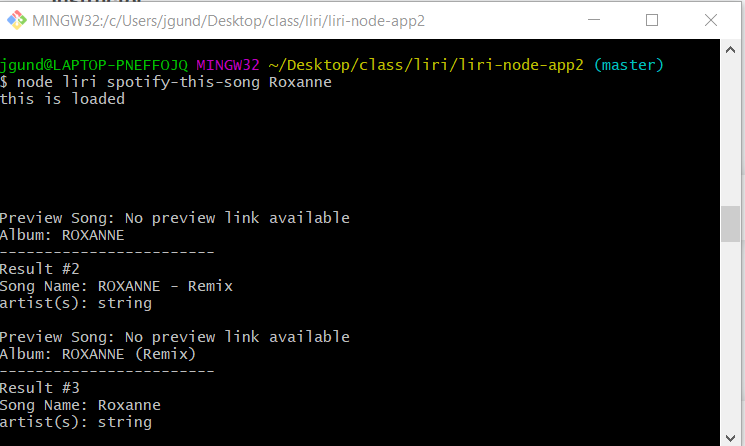 MINGW32:/c/Users/jgund/Desktop/class/liri/liri-node-app2
jgund@LAPTOP-PNEFFOJQ MINGW32 ~/Desktop/class/liri/liri-node-app2 (master)
$ node liri spotify-this-song Roxanne
this is loaded
Preview Song: No preview link available
Album: ROXANNE
------------------------
Result #2
Song Name: ROXANNE - Remix
artist(s): string
Preview Song: No preview link available
Album: ROXANNE (Remix)
------------------------
Result #3
Song Name: Roxanne
artist(s): string